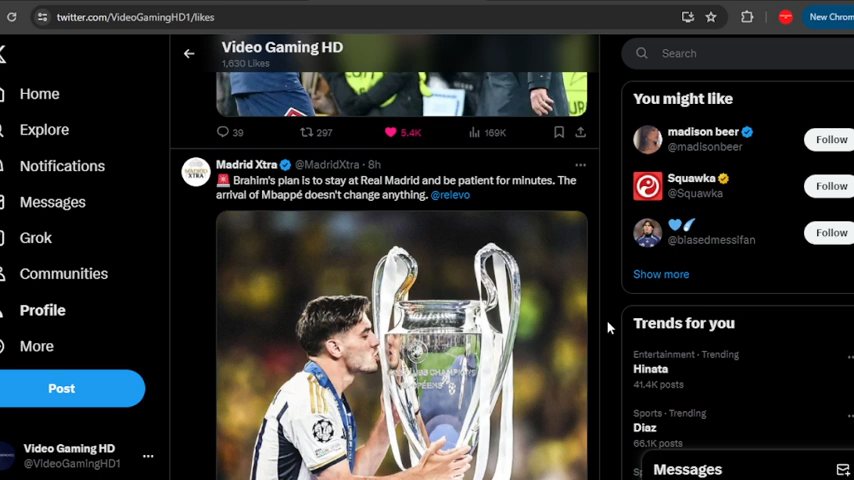 twitter.com/VideoGamingHD1/likes
New Chrom
Video Gaming HD
1,630 Likes
Search
Home
Explore
Notifications
Messages
Grok
Communities
Profile
More
Post
Video Gaming HD
@VideoGamingHD1
39
297
5.4K
169K
MADRID XTRA
Madrid Xtra @MadridXtra · 8h
🚨 Brahim's plan is to stay at Real Madrid and be patient for minutes. The
arrival of Mbappé doesn't change anything. @relevo
You might like
madison beer
@madisonbeer
Follow
Squawka
@Squawka
Follow
🩵☄️
@blasedmesslfan
Follow
Show more
Trends for you
Entertainment · Trending
Hinata
41.4K posts
Sports · Trending
Diaz
66.1K posts
Messages